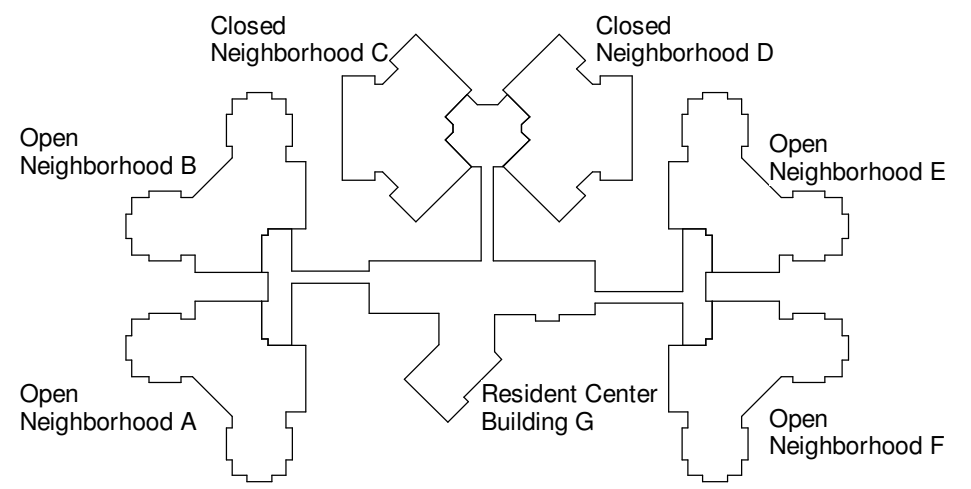 Closed
Neighborhood C
Closed
Neighborhood D
Open
Neighborhood B
Open
Neighborhood E
Open
Neighborhood A
Resident Center
Building G
Open
Neighborhood F